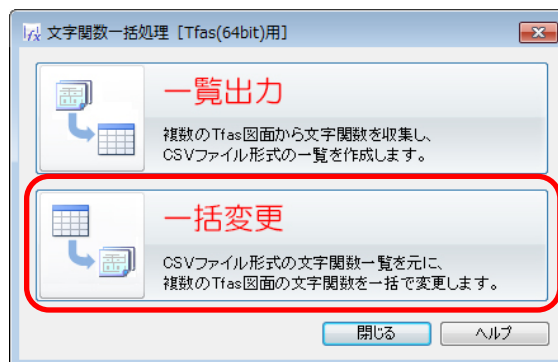 文字関数一括処理 [Tfas(64bit)用]
一覧出力
複数のTfas図面から文字関数を収集し、
CSVファイル形式の一覧を作成します。
一括変更
CSVファイル形式の文字関数一覧を元に、
複数のTfas図面の文字関数を一括で変更します。
閉じる
ヘルプ